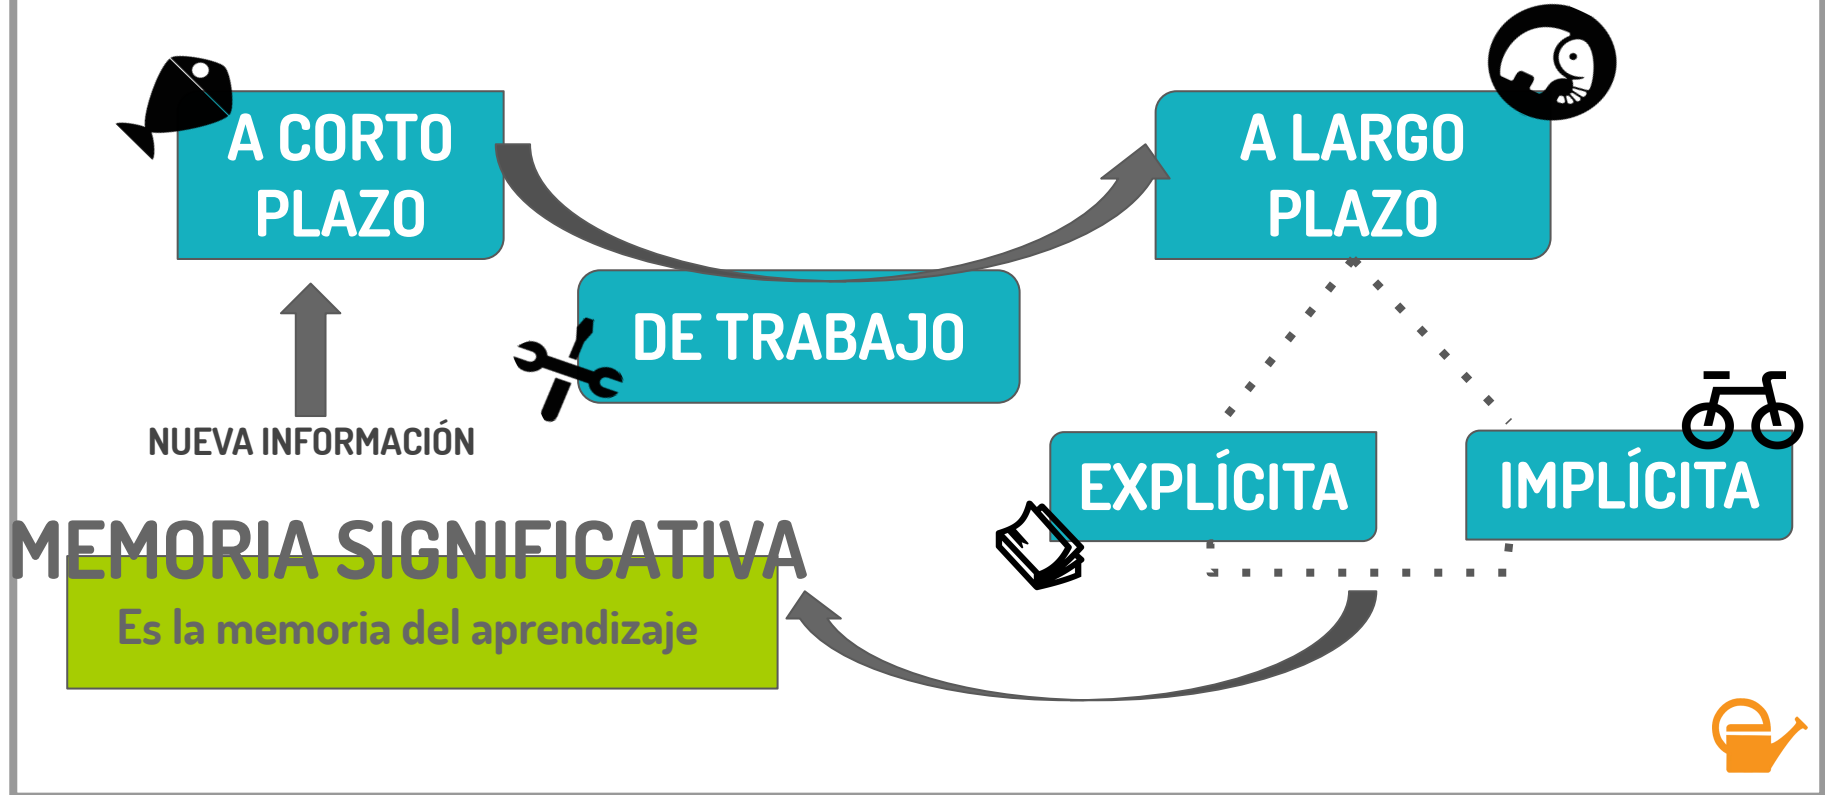 A CORTO
PLAZO
A LARGO
PLAZO
DE TRABAJO
NUEVA INFORMACIÓN
EXPLÍCITA
IMPLÍCITA
MEMORIA SIGNIFICATIVA
Es la memoria del aprendizaje